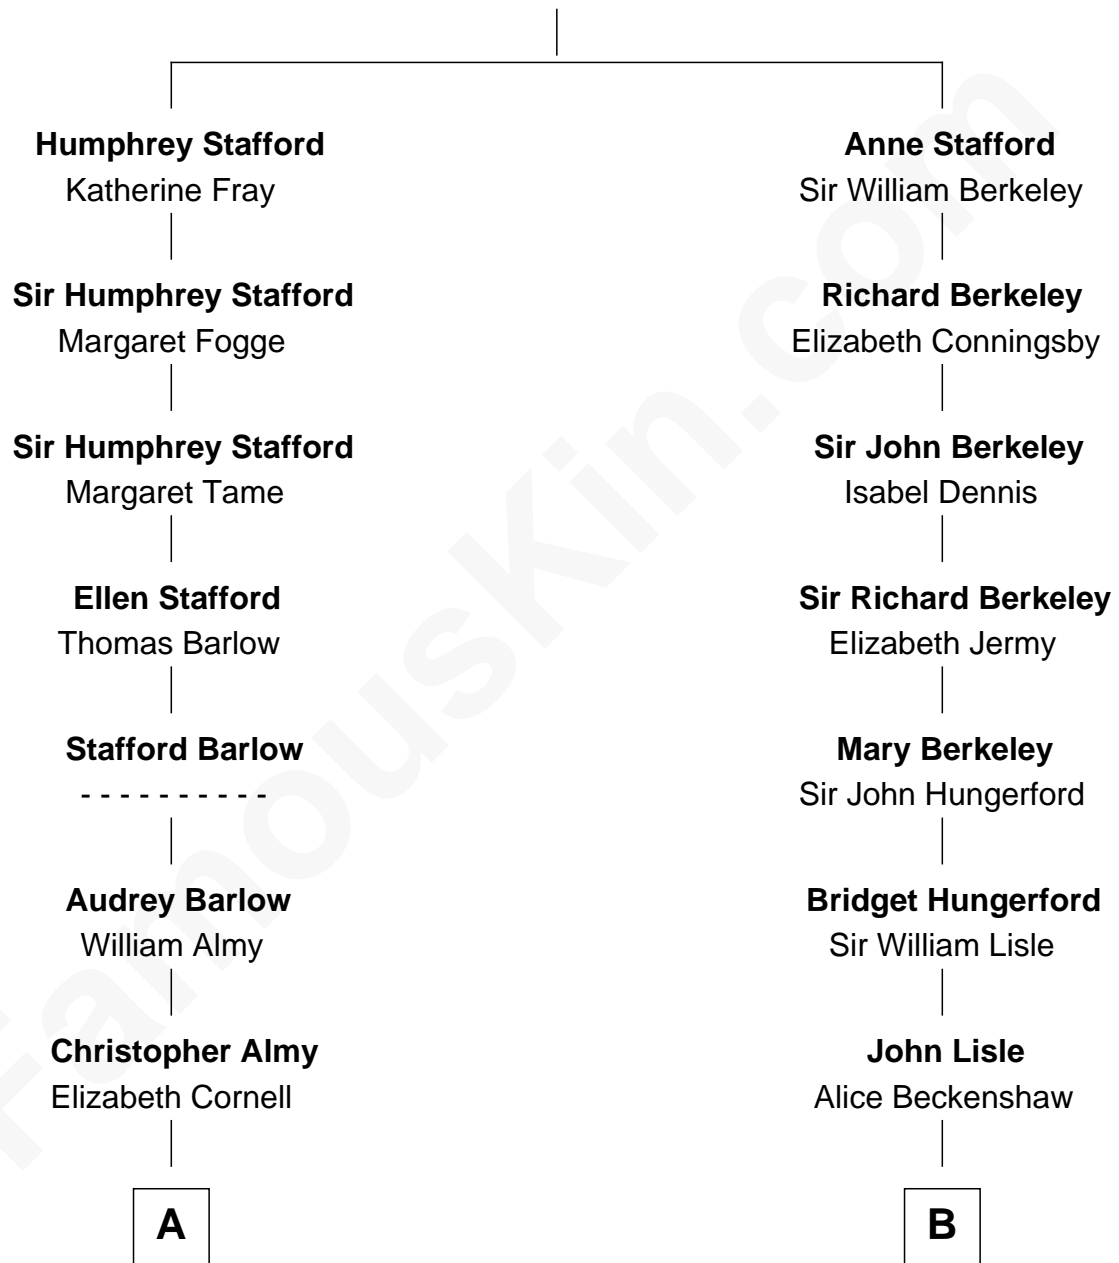 Humphrey Stafford
Katherine Fray
Sir Humphrey Stafford
Margaret Fogge
Sir Humphrey Stafford
Margaret Tame
Ellen Stafford
Thomas Barlow
Stafford Barlow
- - - - - - - - - -
Audrey Barlow
William Almy
Christopher Almy
Elizabeth Cornell
A
Anne Stafford
Sir William Berkeley
Richard Berkeley
Elizabeth Conningsby
Sir John Berkeley
Isabel Dennis
Sir Richard Berkeley
Elizabeth Jermy
Mary Berkeley
Sir John Hungerford
Bridget Hungerford
Sir William Lisle
John Lisle
Alice Beckenshaw
B
FamousKin.com